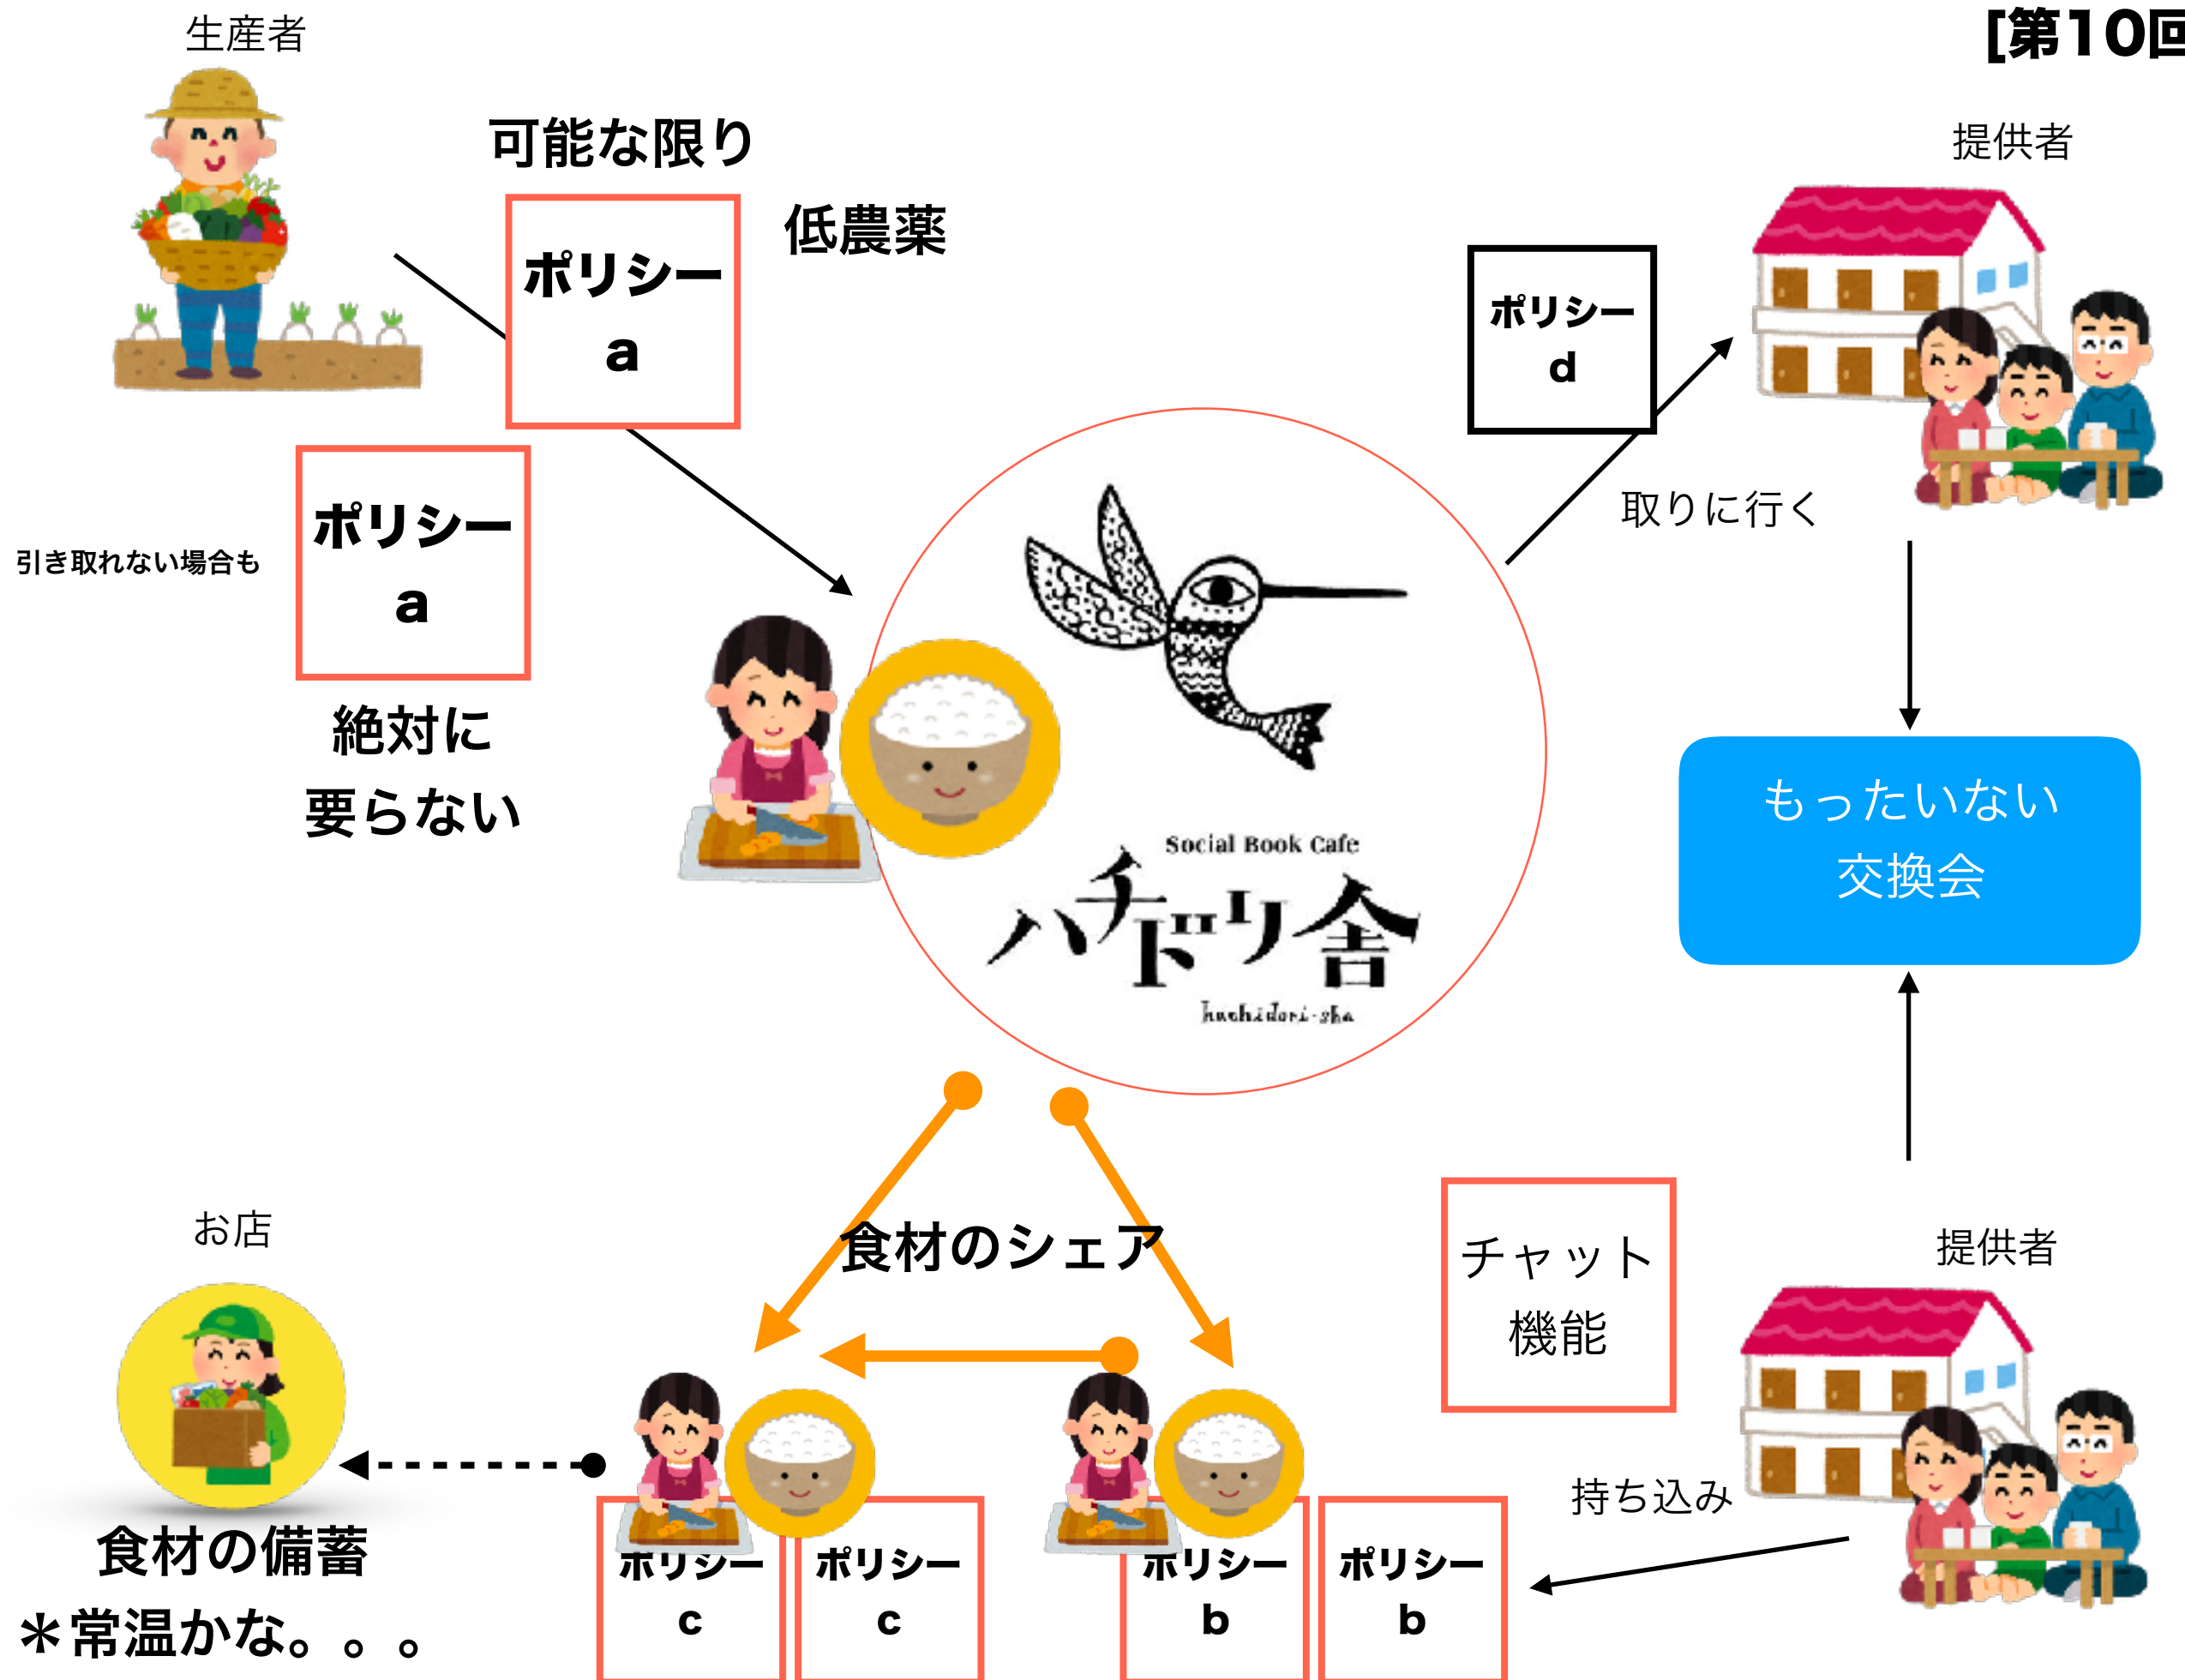 生産者
[第10回
可能な限り
低農薬
ポリシー
a
提供者
ポリシー
d
取りに行く
引き取れない場合も
ポリシー
a
絶対に
要らない
もったいない
交換会
Social Book Cafe
ハチドリ舎
hachidori-sha
食材のシェア
チャット
機能
お店
提供者
持ち込み
食材の備蓄
＊常温かな。。。
ポリシー
c
ポリシー
c
ポリシー
b
ポリシー
b